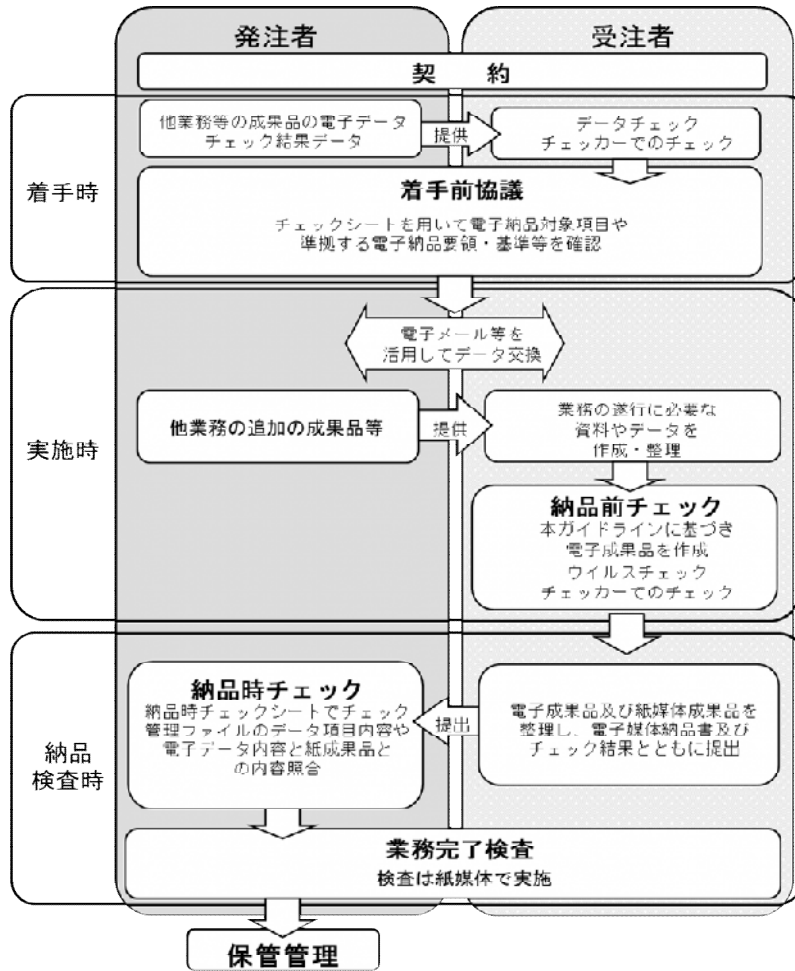 発注者
受注者
契 約
着手時
他業務等の成果品の電子データ
チェック結果データ
提供
データチェック
チェッカーでのチェック
着手前協議
チェックシートを用いて電子納品対象項目や
準拠する電子納品要領・基準等を確認
実施時
電子メール等を
活用してデータ交換
他業務の追加の成果品等
提供
業務の遂行に必要な
資料やデータを
作成・整理
納品前チェック
本ガイドラインに基づき
電子成果品を作成
ウイルスチェック
チェッカーでのチェック
納品
検査時
納品時チェック
納品時チェックシートでチェック
管理ファイルのデータ項目内容や
電子データ内容と紙成果品と
の内容照合
提出
電子成果品及び紙媒体成果品を
整理し、電子媒体納品書及び
チェック結果とともに提出
業務完了検査
検査は紙媒体で実施
保管管理